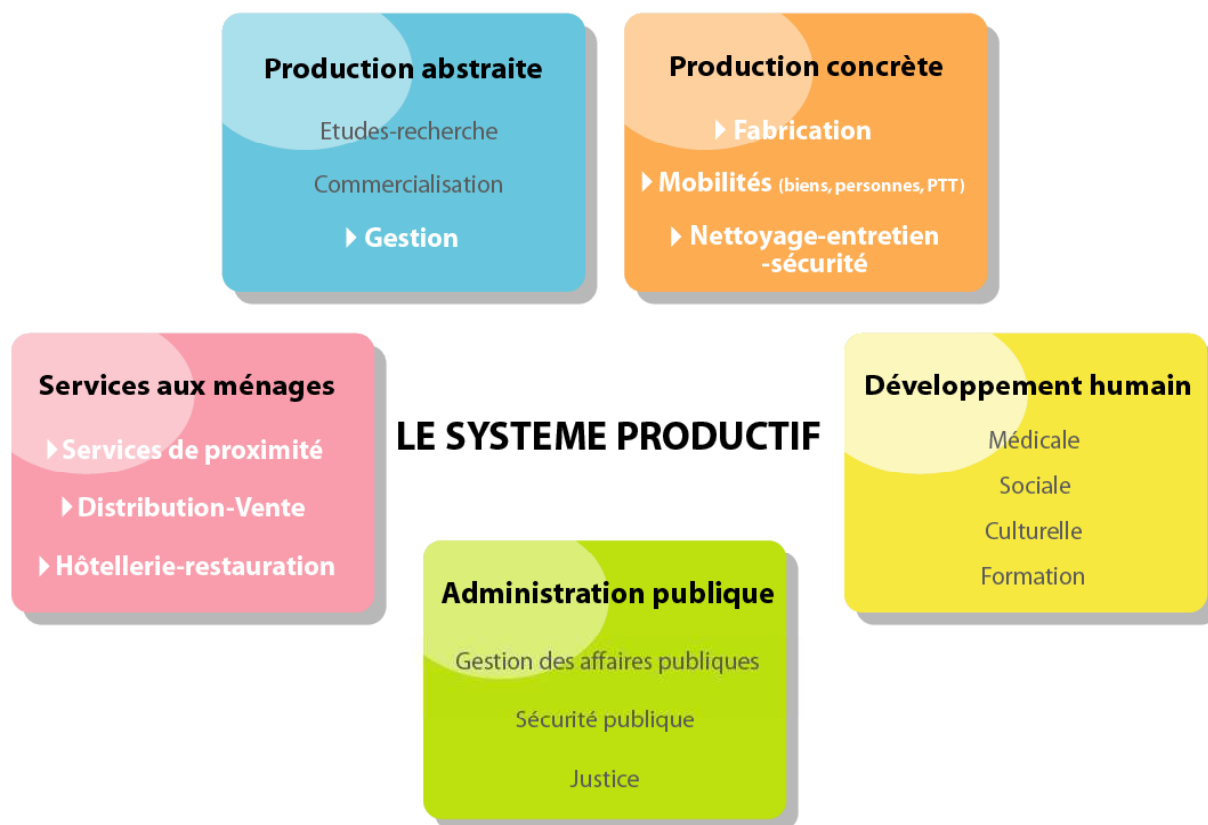 Production abstraite
Etudes-recherche
Commercialisation
Gestion
Production concrète
Fabrication
Mobilités (biens, personnes, PTT)
Nettoyage-entretien
-sécurité
Services aux ménages
Services de proximité
Distribution-Vente
Hôtellerie-restauration
LE SYSTEME PRODUCTIF
Développement humain
Médicale
Sociale
Culturelle
Formation
Administration publique
Gestion des affaires publiques
Sécurité publique
Justice